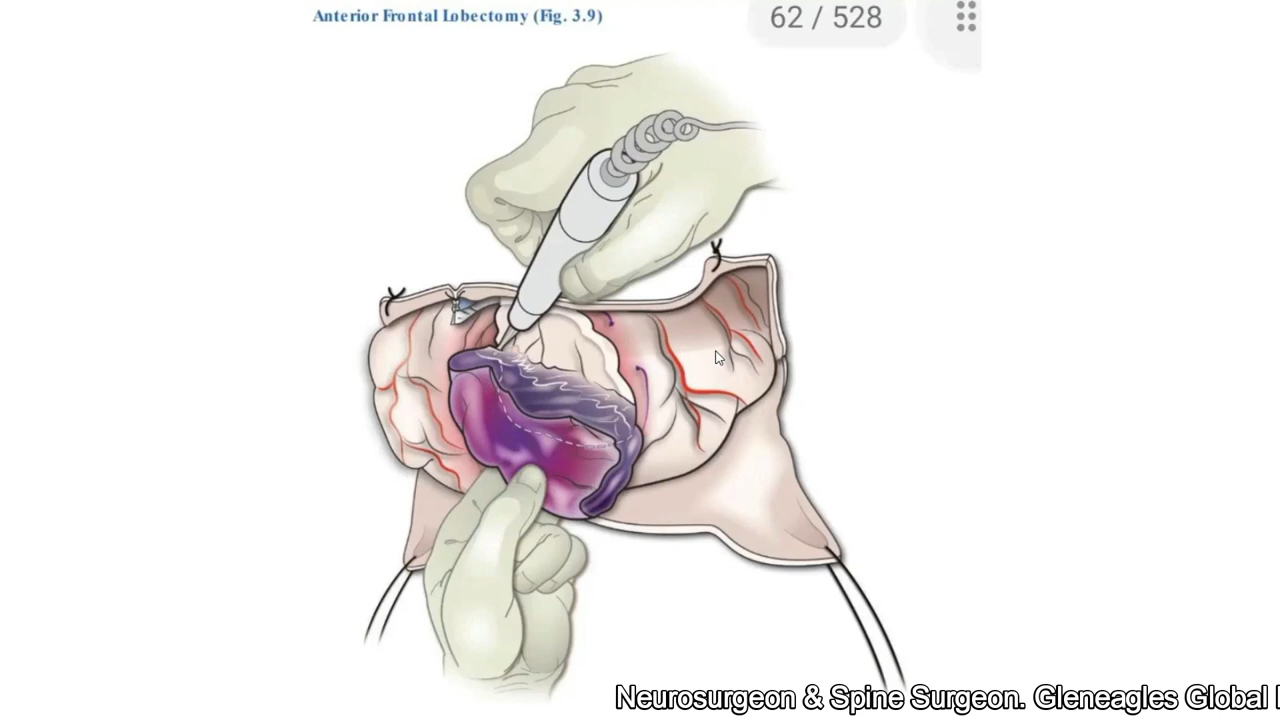 Anterior Frontal Lobectomy (Fig. 3.9)
62 / 528
Neurosurgeon & Spine Surgeon. Gleneagles Global